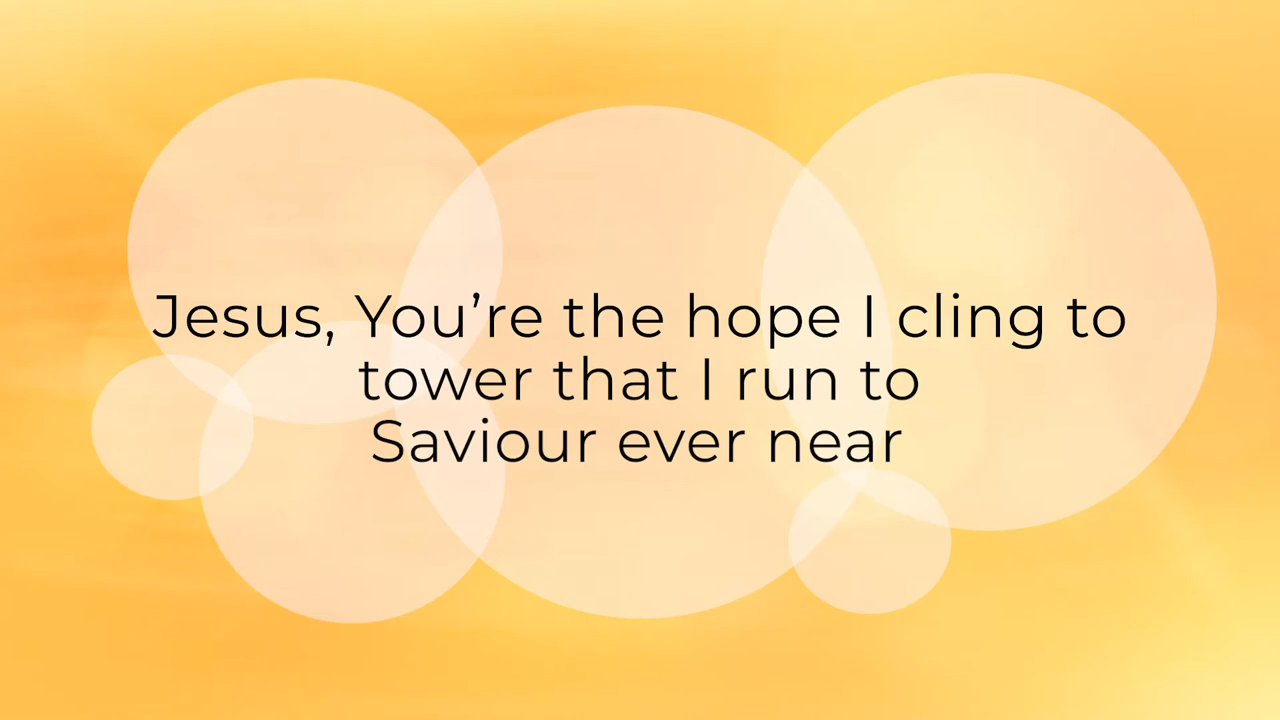 Jesus, You’re the hope I cling to
tower that I run to
Saviour ever near